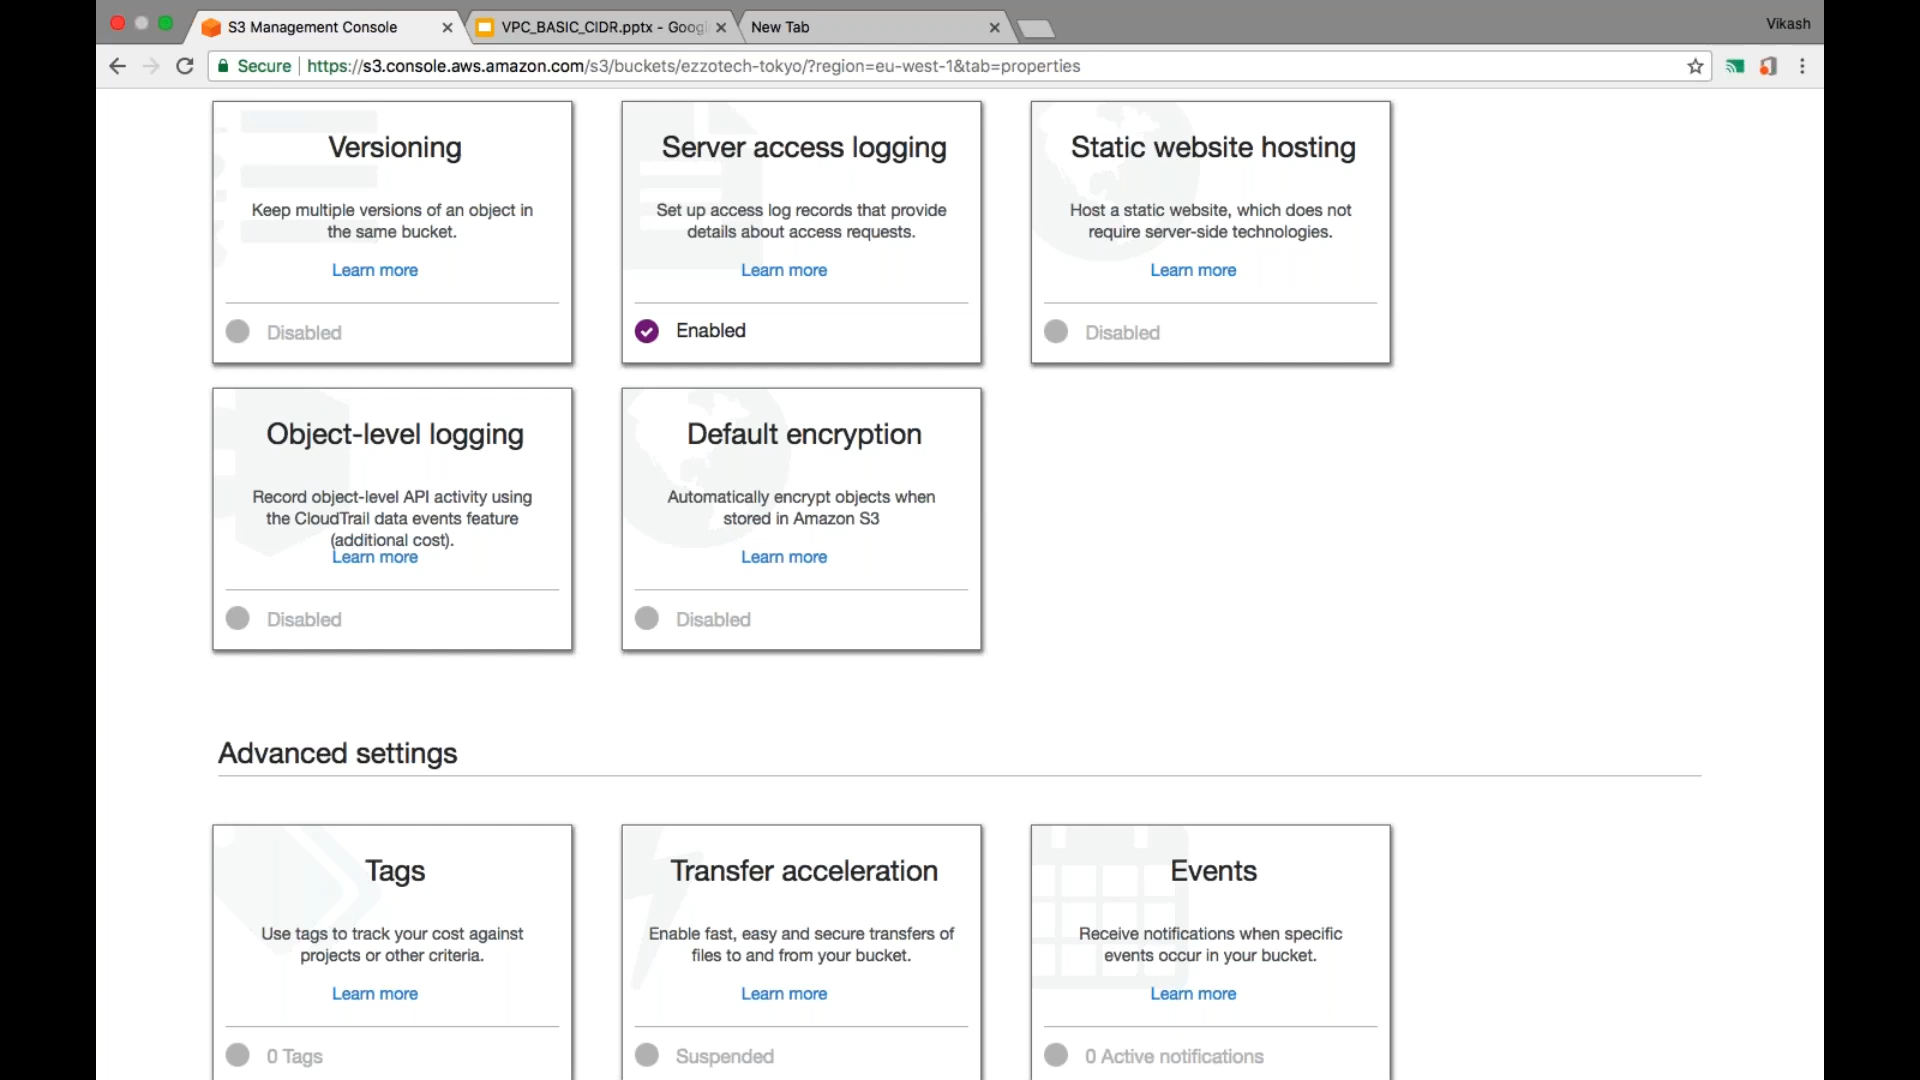 S3 Management Console
VPC_BASIC_CIDR.pptx - Goog
New Tab
Vikash
Secure
https://s3.console.aws.amazon.com/s3/buckets/ezzotech-tokyo/?region=eu-west-1&tab=properties
Versioning
Keep multiple versions of an object in
the same bucket.
Learn more
Disabled
Server access logging
Set up access log records that provide
details about access requests.
Learn more
Enabled
Static website hosting
Host a static website, which does not
require server-side technologies.
Learn more
Disabled
Object-level logging
Record object-level API activity using
the CloudTrail data events feature
(additional cost).
Learn more
Disabled
Default encryption
Automatically encrypt objects when
stored in Amazon S3
Learn more
Disabled
Advanced settings
Tags
Use tags to track your cost against
projects or other criteria.
Learn more
0 Tags
Transfer acceleration
Enable fast, easy and secure transfers of
files to and from your bucket.
Learn more
Suspended
Events
Receive notifications when specific
events occur in your bucket.
Learn more
0 Active notifications